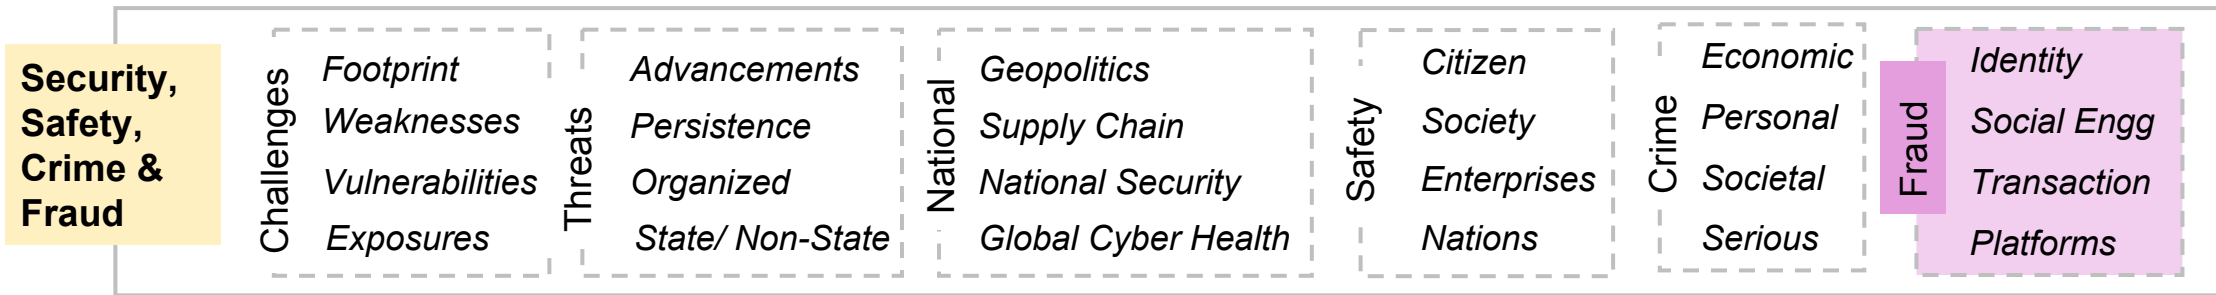 Security,
Safety,
Crime &
Fraud
Challenges
Footprint
Weaknesses
Vulnerabilities
Exposures
Threats
Advancements
Persistence
Organized
State/ Non-State
National
Geopolitics
Supply Chain
National Security
Global Cyber Health
Safety
Citizen
Society
Enterprises
Nations
Crime
Economic
Personal
Societal
Serious
Fraud
Identity
Social Engg
Transaction
Platforms